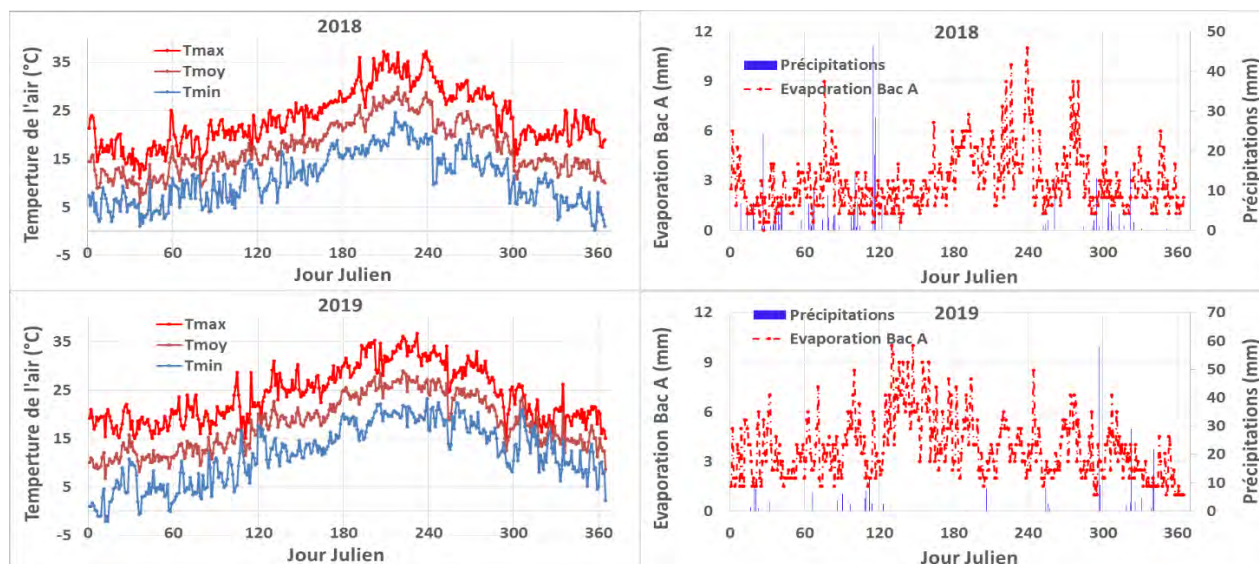 2018
Temperature de l'air (°C)
35
25
15
5
-5
Tmax
Tmoy
Tmin
0 60 120 180 240 300 360
Jour Julien
2018
Evaporation Bac A (mm)
12
9
6
3
0
Précipitations
Evaporation Bac A
50
40
30
20
10
0
Précipitations (mm)
0 60 120 180 240 300 360
Jour Julien
2019
Temperture de l'air (°C)
35
25
15
5
-5
Tmax
Tmoy
Tmin
0 60 120 180 240 300 360
Jour Julien
2019
Evaporation Bac A (mm)
12
9
6
3
0
Précipitations
Evaporation Bac A
70
60
50
40
30
20
10
0
Précipitations (mm)
0 60 120 180 240 300 360
Jour Julien